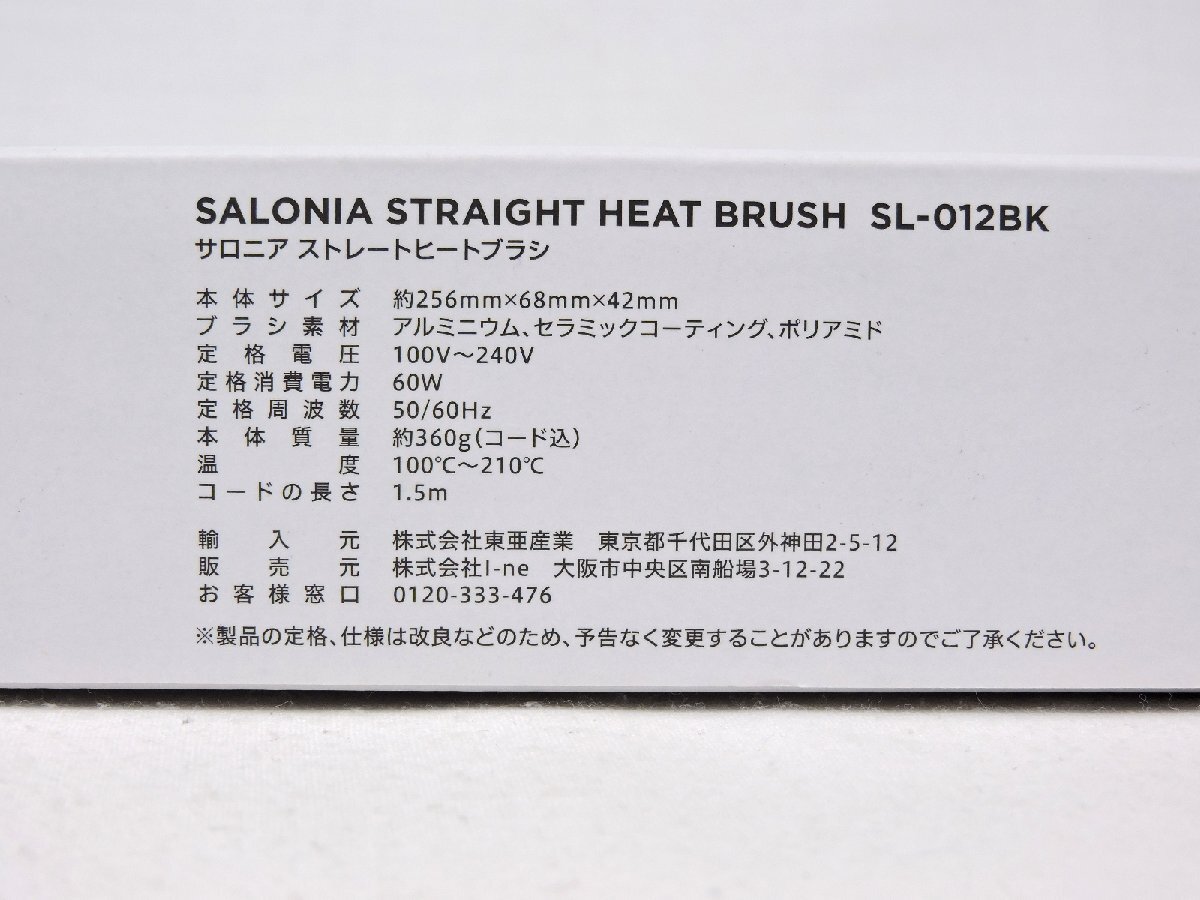 SALONIA STRAIGHT HEAT BRUSH SL-012BK
サロニア ストレートヒートブラシ
本体サイズ 約256mm×68mm×42mm
ブラシ素材 アルミニウム、セラミックコーティング、ポリアミド
定格電圧 100V〜240V
定格消費電力 60W
定格周波数 50/60Hz
本体質量 約360g(コード込)
温度 100℃〜210℃
コードの長さ 1.5m
輸入元 株式会社東亜産業 東京都千代田区外神田2-5-12
販売元 株式会社I-ne 大阪市中央区南船場3-12-22
お客様窓口 0120-333-476
※製品の定格、仕様は改良などのため、予告なく変更することがありますのでご了承ください。